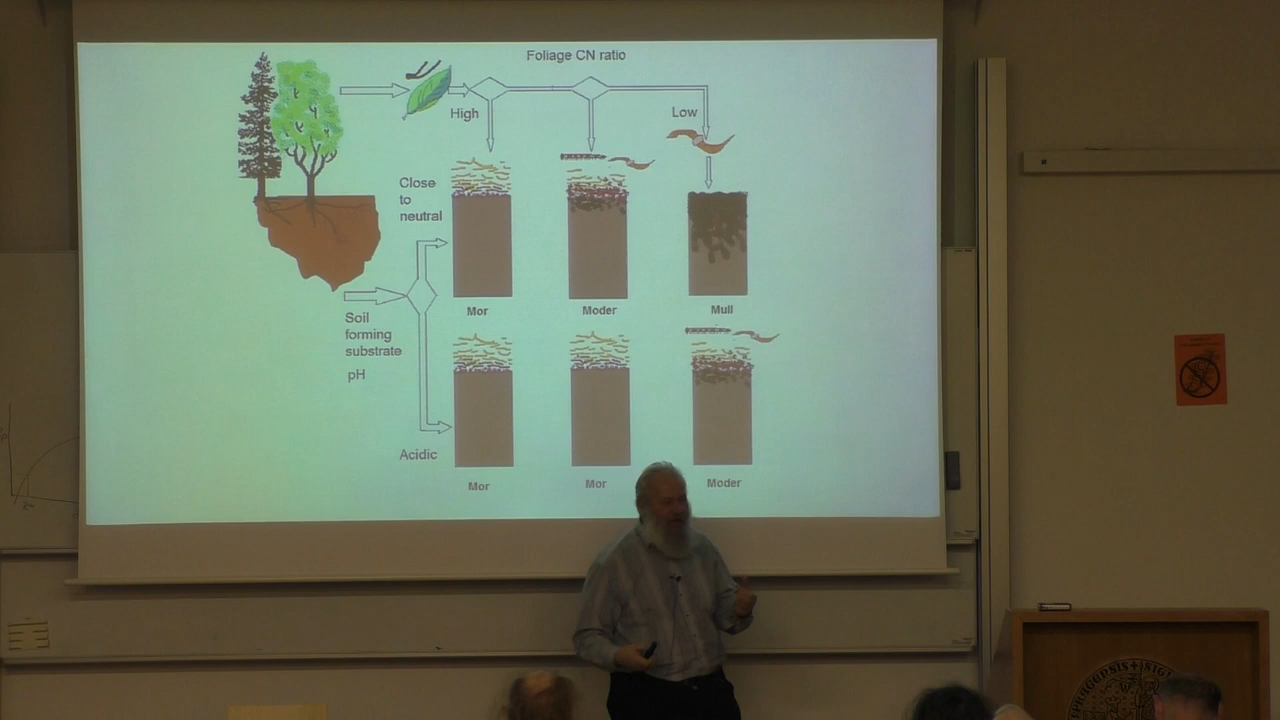 Foliage CN ratio
High
Low
Close
to
neutral
Mor
Moder
Mull
Soil
forming
substrate
pH
Acidic
Mor
Mor
Moder